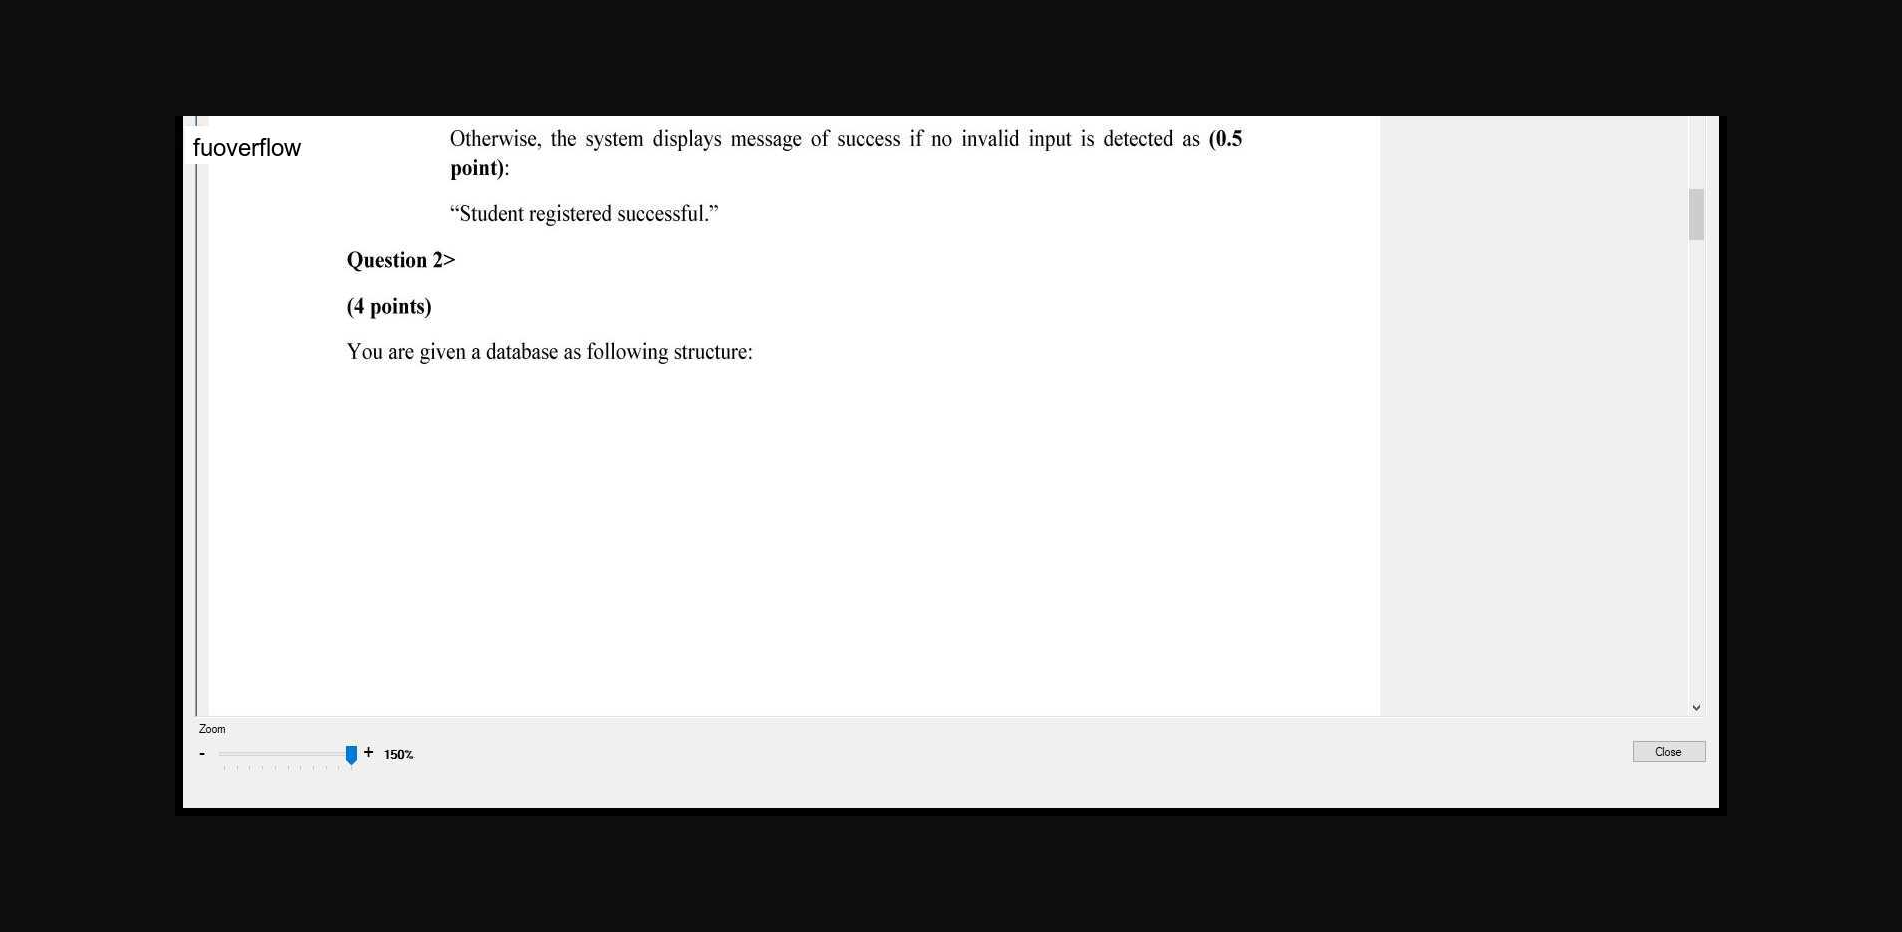 fuoverflow
Otherwise, the system displays message of success if no invalid input is detected as (0.5
point):
“Student registered successful.”
Question 2>
(4 points)
You are given a database as following structure:
Zoom
- + 150%
Close